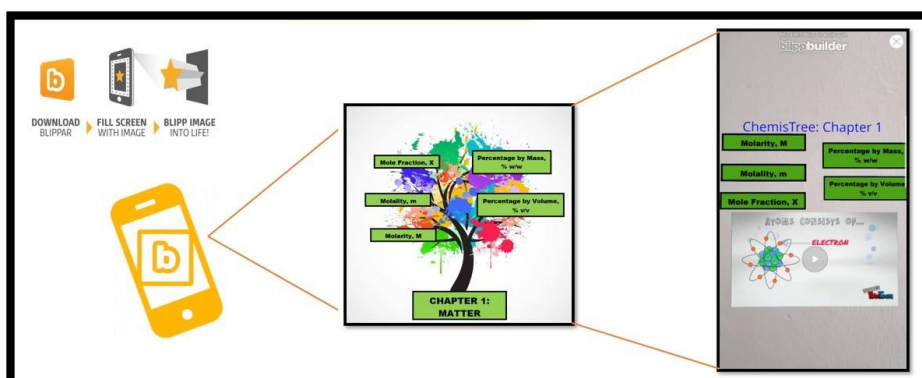 DOWNLOAD
BLIPPAR
FILL SCREEN
WITH IMAGE
BLIPP IMAGE
INTO LIFE!
b
b
Mole Fraction, X
Percentage by Mass,
% w/w
Molality, m
Percentage by Volume,
% v/v
Molarity, M
CHAPTER 1:
MATTER
blippbuilder
ChemisTree: Chapter 1
Molarity, M
Percentage by Mass,
% w/w
Molality, m
Percentage by Volume
% v/v
Mole Fraction, X
ATOMS CONSISTS OF...
ELECTRON